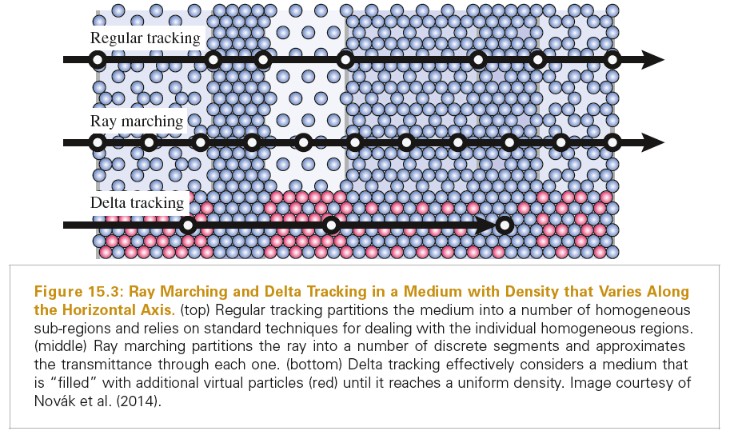 Regular tracking
Ray marching
Delta tracking
Figure 15.3: Ray Marching and Delta Tracking in a Medium with Density that Varies Along
the Horizontal Axis. (top) Regular tracking partitions the medium into a number of homogeneous
sub-regions and relies on standard techniques for dealing with the individual homogeneous regions.
(middle) Ray marching partitions the ray into a number of discrete segments and approximates
the transmittance through each one. (bottom) Delta tracking effectively considers a medium that
is “filled” with additional virtual particles (red) until it reaches a uniform density. Image courtesy of
Novák et al. (2014).